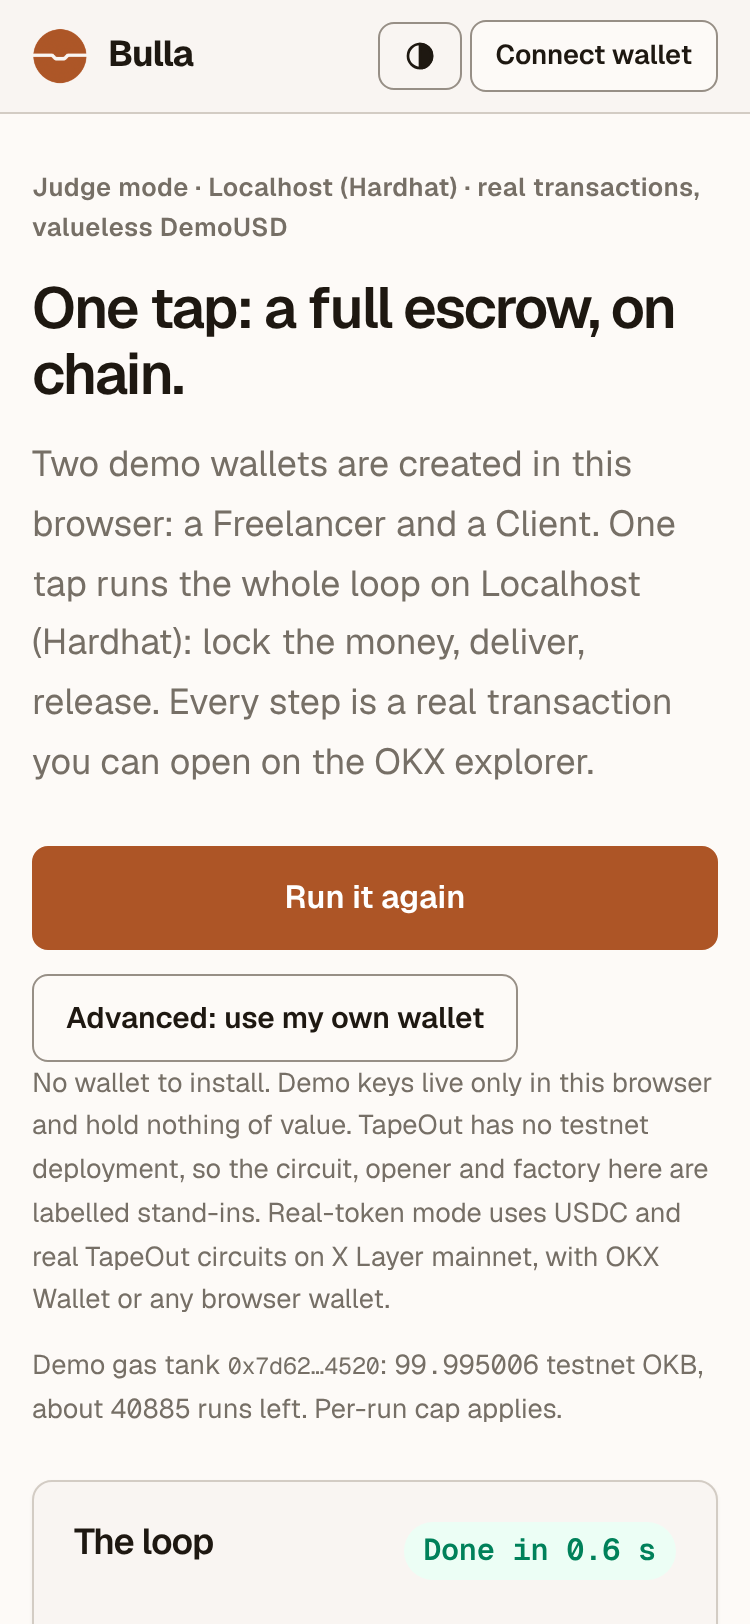 Bulla
Connect wallet
Judge mode · Localhost (Hardhat) · real transactions,
valueless DemoUSD
One tap: a full escrow, on
chain.
Two demo wallets are created in this
browser: a Freelancer and a Client. One
tap runs the whole loop on Localhost
(Hardhat): lock the money, deliver,
release. Every step is a real transaction
you can open on the OKX explorer.
Run it again
Advanced: use my own wallet
No wallet to install. Demo keys live only in this browser
and hold nothing of value. TapeOut has no testnet
deployment, so the circuit, opener and factory here are
labelled stand-ins. Real-token mode uses USDC and
real TapeOut circuits on X Layer mainnet, with OKX
Wallet or any browser wallet.
Demo gas tank 0x7d62…4520: 99.995006 testnet OKB,
about 40885 runs left. Per-run cap applies.
The loop
Done in 0.6 s